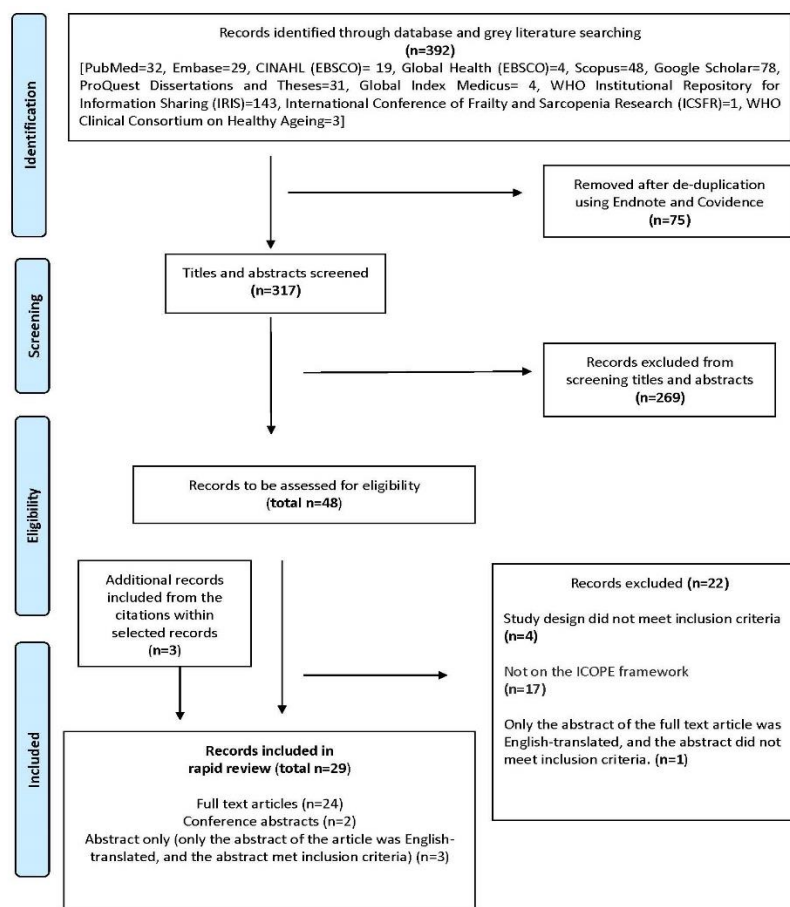 Identification
Records identified through database and grey literature searching
(n=392)
[PubMed=32, Embase=29, CINAHL (EBSCO)= 19, Global Health (EBSCO)=4, Scopus=48, Google Scholar=78,
ProQuest Dissertations and Theses=31, Global Index Medicus= 4, WHO Institutional Repository for
Information Sharing (IRIS)=143, International Conference of Frailty and Sarcopenia Research (ICSFR)=1, WHO
Clinical Consortium on Healthy Ageing=3]
Removed after de-duplication
using Endnote and Covidence
(n=75)
Screening
Titles and abstracts screened
(n=317)
Records excluded from
screening titles and abstracts
(n=269)
Eligibility
Records to be assessed for eligibility
(total n=48)
Additional records
included from the
citations within
selected records
(n=3)
Records excluded (n=22)
Study design did not meet inclusion criteria
(n=4)
Not on the ICOPE framework
(n=17)
Only the abstract of the full text article was
English-translated, and the abstract did not
meet inclusion criteria. (n=1)
Included
Records included in
rapid review (total n=29)
Full text articles (n=24)
Conference abstracts (n=2)
Abstract only (only the abstract of the article was English-
translated, and the abstract met inclusion criteria) (n=3)